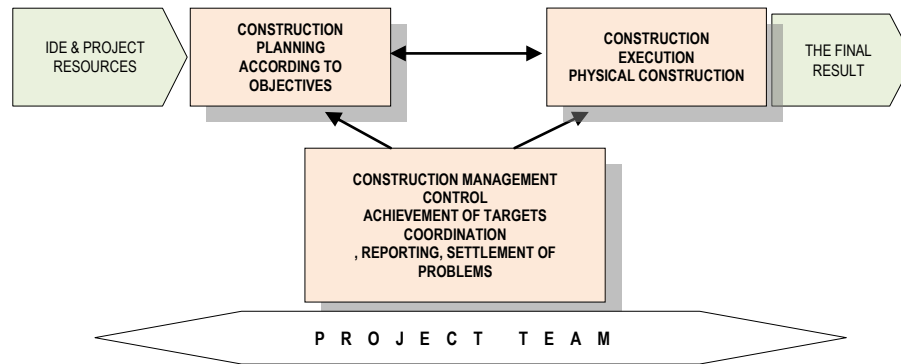 IDE & PROJECT
RESOURCES
CONSTRUCTION
PLANNING
ACCORDING TO
OBJECTIVES
CONSTRUCTION
EXECUTION
PHYSICAL CONSTRUCTION
THE FINAL
RESULT
CONSTRUCTION MANAGEMENT
CONTROL
ACHIEVEMENT OF TARGETS
COORDINATION
, REPORTING, SETTLEMENT OF
PROBLEMS
P R O J E C T T E A M